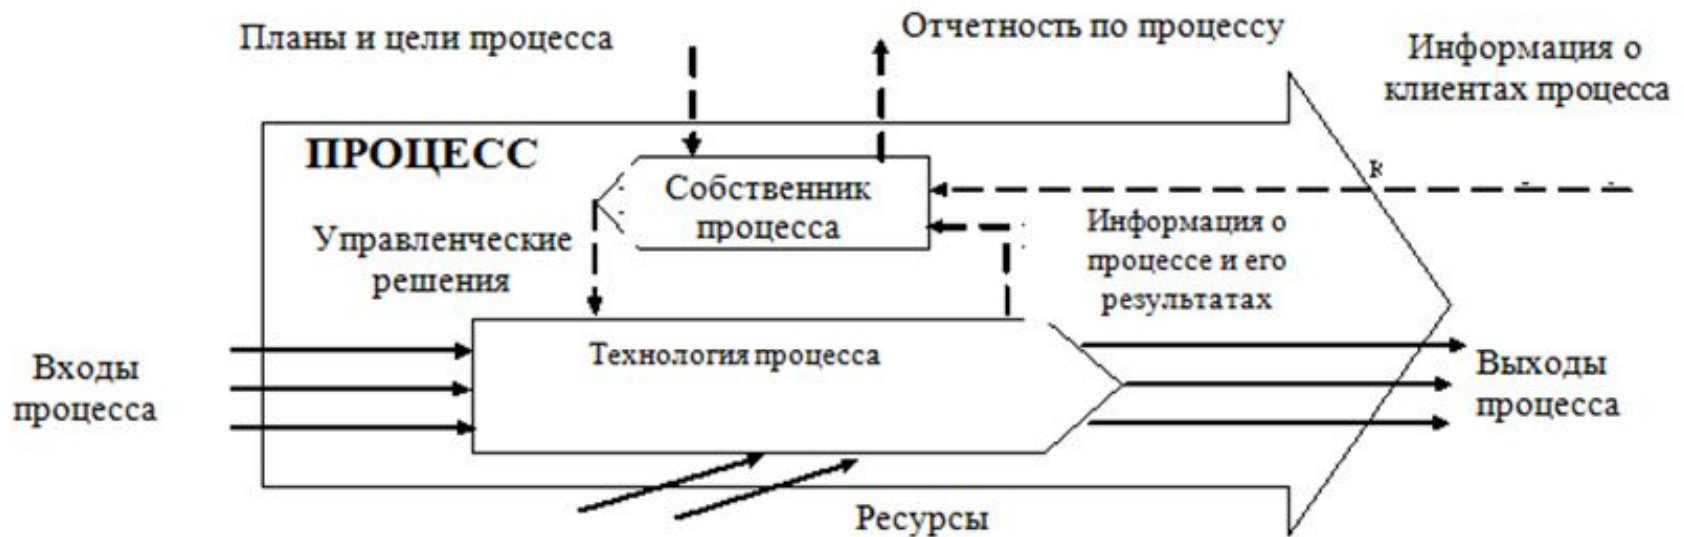 Планы и цели процесса
Отчетность по процессу
Информация о
клиентах процесса
ПРОЦЕСС
Собственник
процесса
Управленческие
решения
Информация о
процессе и его
результатах
Технология процесса
Входы
процесса
Выходы
процесса
Ресурсы